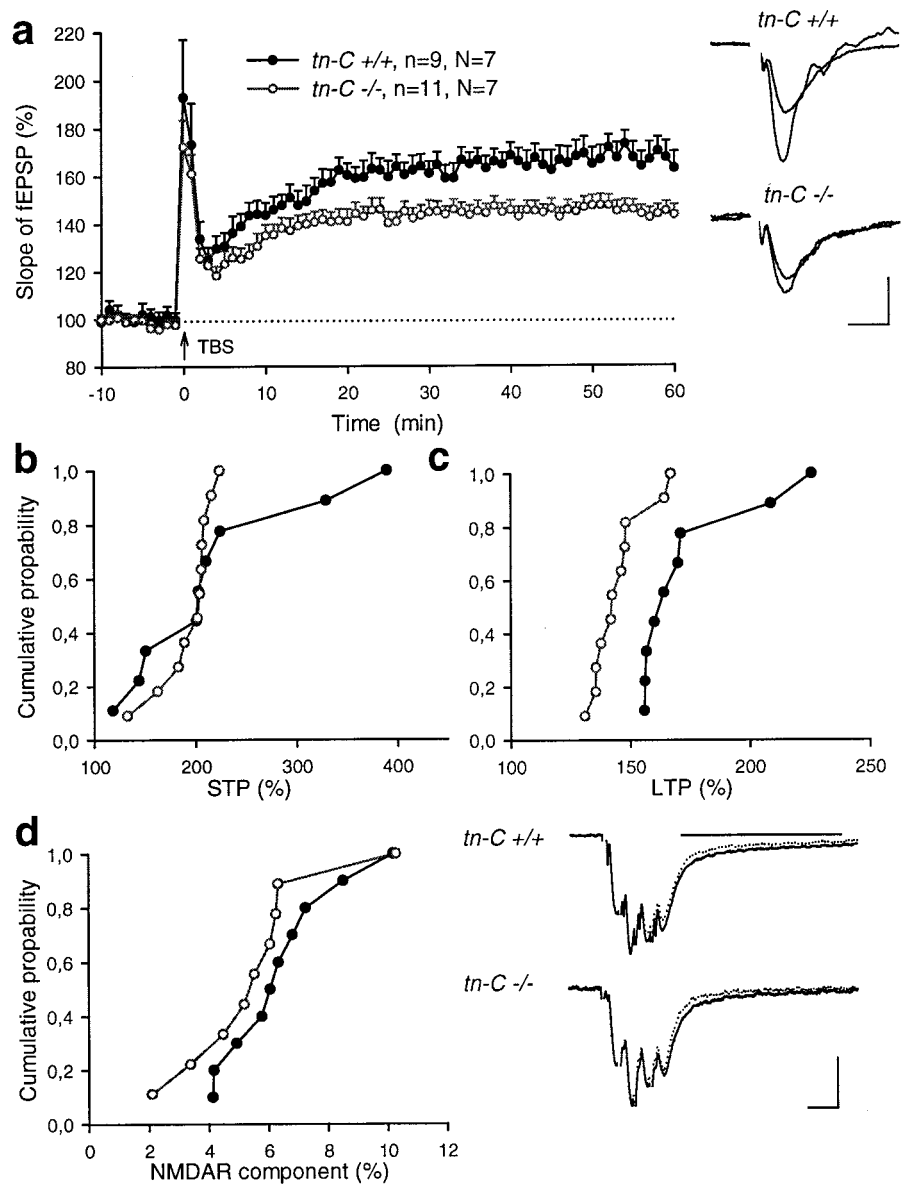 a
220
200
180
160
140
120
100
80
Slope of fEPSP (%)
tn-C +/+, n=9, N=7
tn-C -/-, n=11, N=7
TBS
-10 0 10 20 30 40 50 60
Time (min)
tn-C +/+
tn-C -/-
b
1,0
0,8
0,6
0,4
0,2
0,0
Cumulative propability
100 200 300 400
STP (%)
c
1,0
0,8
0,6
0,4
0,2
0,0
100 150 200 250
LTP (%)
d
1,0
0,8
0,6
0,4
0,2
0,0
Cumulative propability
0 2 4 6 8 10 12
NMDAR component (%)
tn-C +/+
tn-C -/-